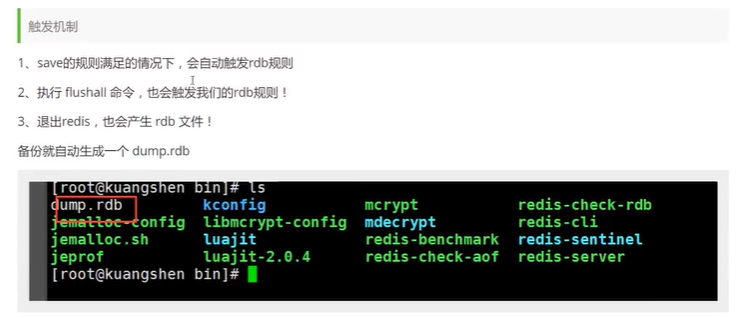 触发机制
1、save的规则满足的情况下，会自动触发rdb规则
2、执行 flushall 命令，也会触发我们的rdb规则！
3、退出redis，也会产生 rdb 文件！
备份就自动生成一个 dump.rdb
[root@kuangshen bin]# ls
dump.rdb kconfig mcrypt redis-check-rdb
jemalloc-config libmcrypt-config mdecrypt redis-cli
jemalloc.sh luajit redis-benchmark redis-sentinel
jeprof luajit-2.0.4 redis-check-aof redis-server
[root@kuangshen bin]#